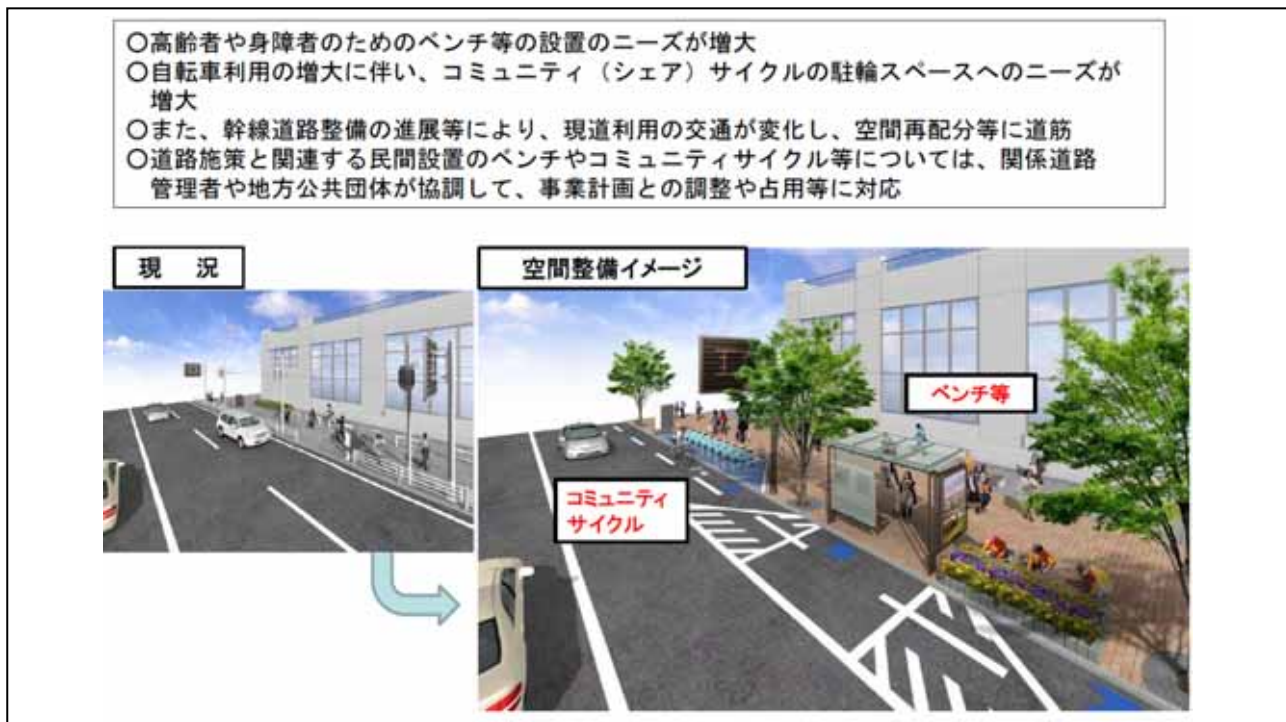 〇高齢者や身障者のためのベンチ等の設置のニーズが増大
〇自転車利用の増大に伴い、コミュニティ（シェア）サイクルの駐輪スペースへのニーズが
増大
〇また、幹線道路整備の進展等により、現道利用の交通が変化し、空間再配分等に道筋
〇道路施策と関連する民間設置のベンチやコミュニティサイクル等については、関係道路
管理者や地方公共団体が協調して、事業計画との調整や占用等に対応
現　況
空間整備イメージ
ベンチ等
コミュニティ
サイクル